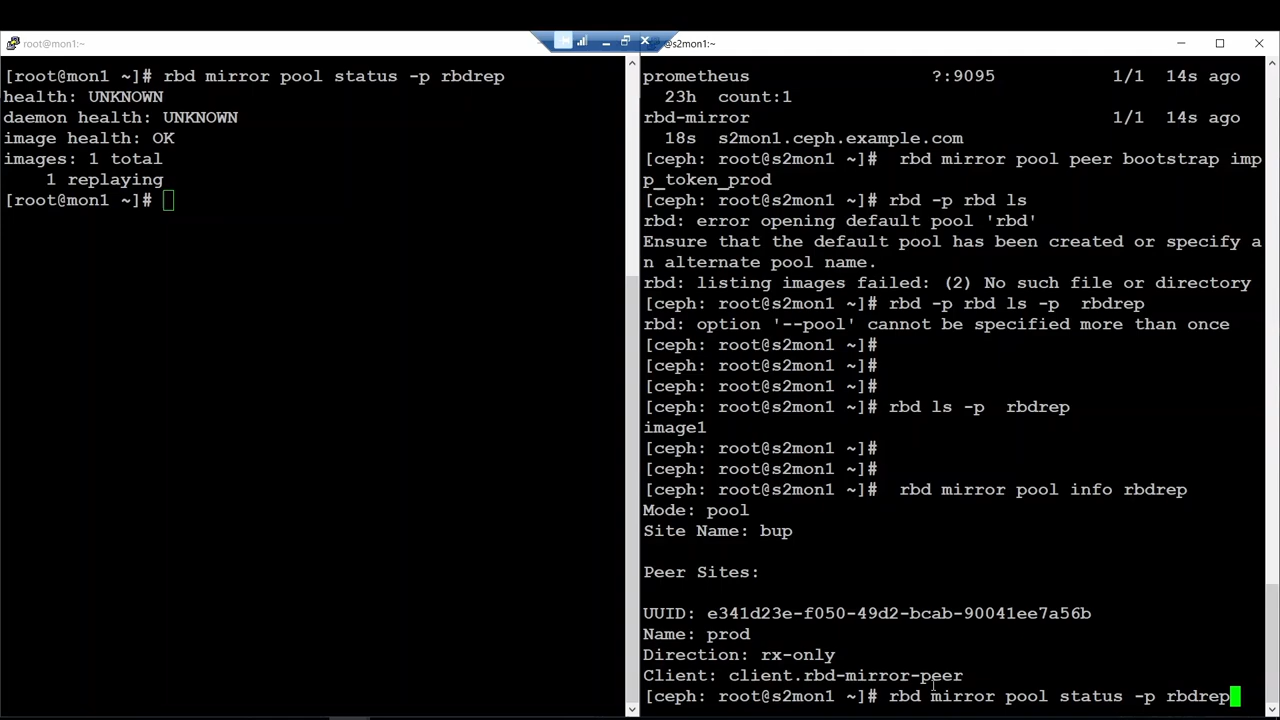 root@mon1:~
[root@mon1 ~]# rbd mirror pool status -p rbdrep
health: UNKNOWN
daemon health: UNKNOWN
image health: OK
images: 1 total
    1 replaying
[root@mon1 ~]#
@s2mon1:~
prometheus                 ?:9095           1/1  14s ago
  23h  count:1
rbd-mirror                                  1/1  14s ago
  18s  s2mon1.ceph.example.com
[ceph: root@s2mon1 ~]#  rbd mirror pool peer bootstrap imp
p_token_prod
[ceph: root@s2mon1 ~]# rbd -p rbd ls
rbd: error opening default pool 'rbd'
Ensure that the default pool has been created or specify a
n alternate pool name.
rbd: listing images failed: (2) No such file or directory
[ceph: root@s2mon1 ~]# rbd -p rbd ls -p  rbdrep
rbd: option '--pool' cannot be specified more than once
[ceph: root@s2mon1 ~]#
[ceph: root@s2mon1 ~]#
[ceph: root@s2mon1 ~]#
[ceph: root@s2mon1 ~]# rbd ls -p  rbdrep
image1
[ceph: root@s2mon1 ~]#
[ceph: root@s2mon1 ~]#
[ceph: root@s2mon1 ~]#  rbd mirror pool info rbdrep
Mode: pool
Site Name: bup
Peer Sites:
UUID: e341d23e-f050-49d2-bcab-90041ee7a56b
Name: prod
Direction: rx-only
Client: client.rbd-mirror-peer
[ceph: root@s2mon1 ~]# rbd mirror pool status -p rbdrep